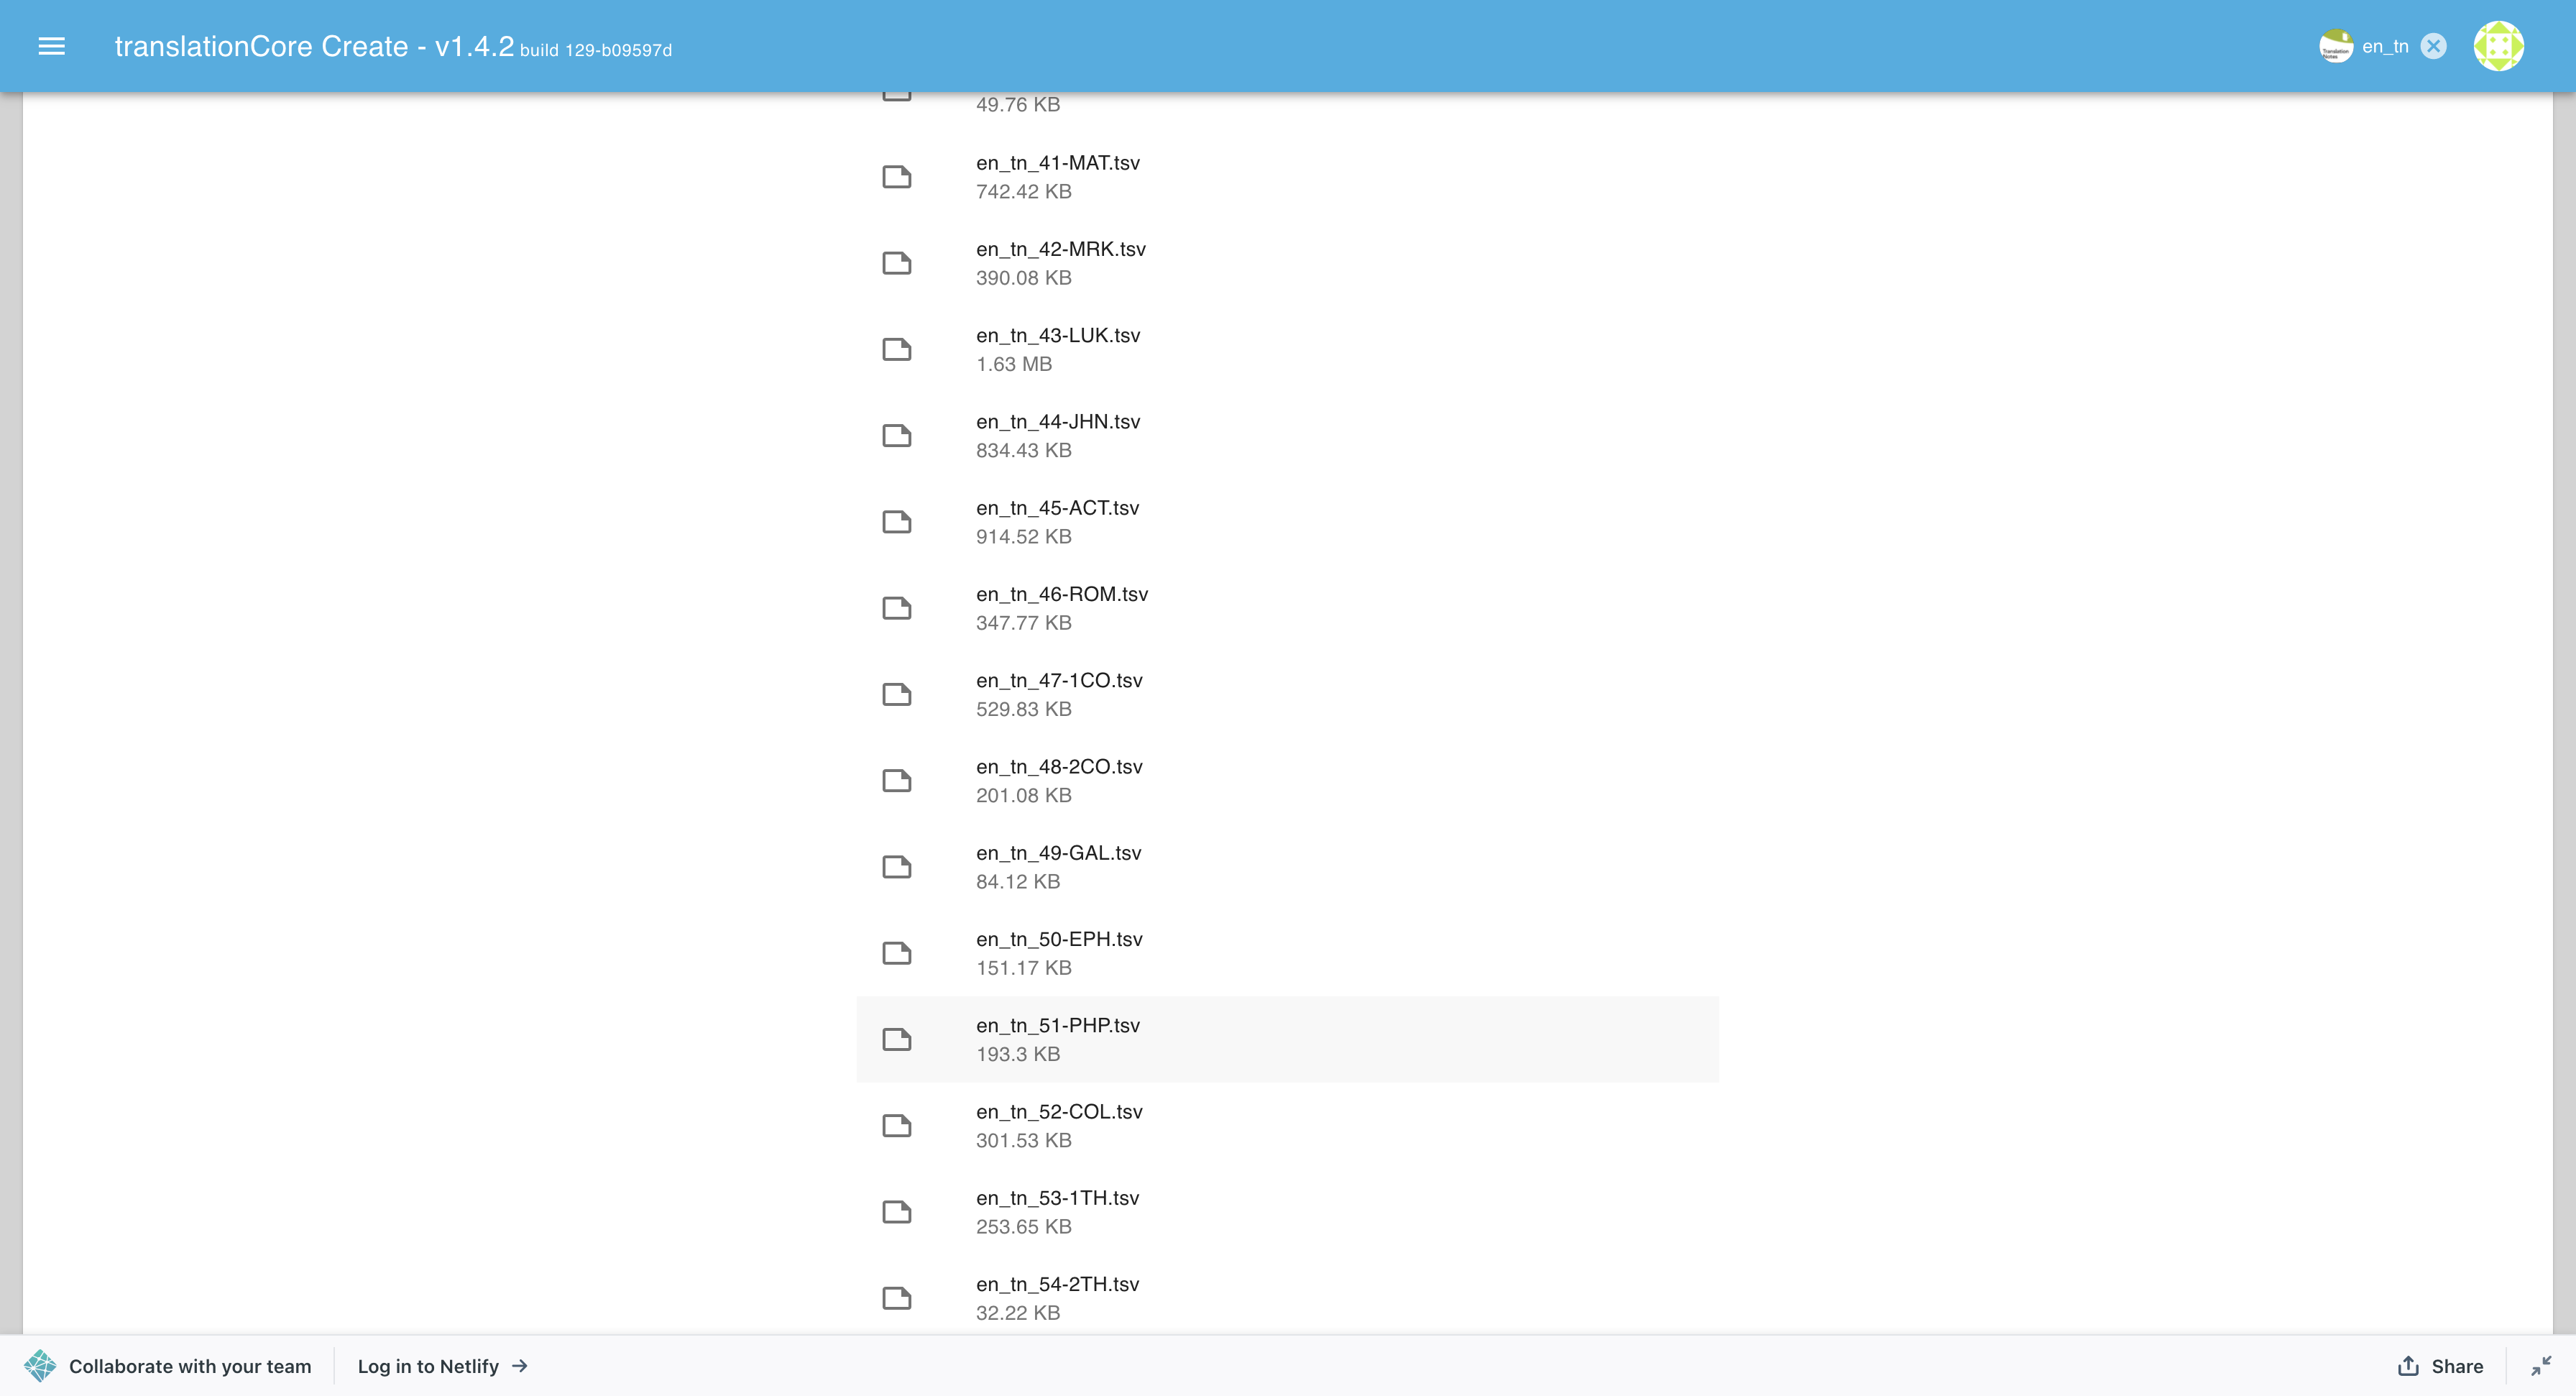 translationCore Create - v1.4.2 build 129-b09597d
en_tn
Translation
Notes
49.76 KB
en_tn_41-MAT.tsv
742.42 KB
en_tn_42-MRK.tsv
390.08 KB
en_tn_43-LUK.tsv
1.63 MB
en_tn_44-JHN.tsv
834.43 KB
en_tn_45-ACT.tsv
914.52 KB
en_tn_46-ROM.tsv
347.77 KB
en_tn_47-1CO.tsv
529.83 KB
en_tn_48-2CO.tsv
201.08 KB
en_tn_49-GAL.tsv
84.12 KB
en_tn_50-EPH.tsv
151.17 KB
en_tn_51-PHP.tsv
193.3 KB
en_tn_52-COL.tsv
301.53 KB
en_tn_53-1TH.tsv
253.65 KB
en_tn_54-2TH.tsv
32.22 KB
Collaborate with your team
Log in to Netlify →
Share